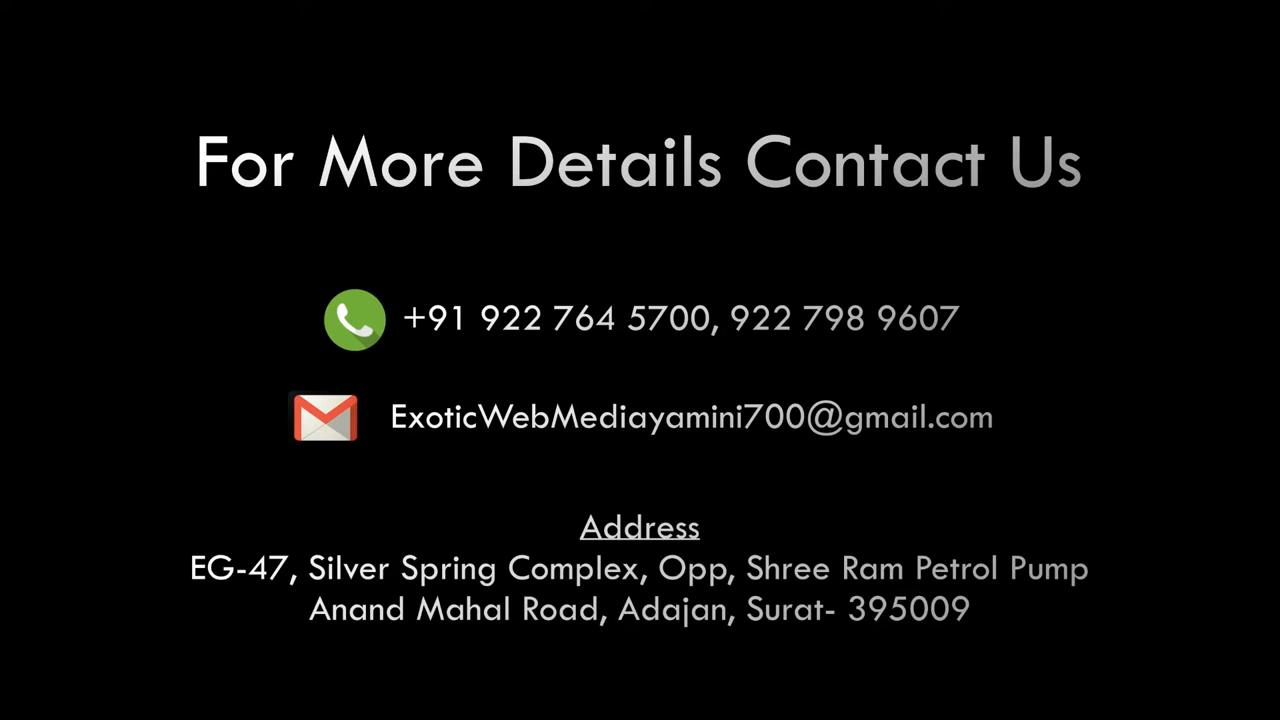 For More Details Contact Us
+91 922 764 5700, 922 798 9607
ExoticWebMediayamini700@gmail.com
Address
EG-47, Silver Spring Complex, Opp, Shree Ram Petrol Pump
Anand Mahal Road, Adajan, Surat- 395009